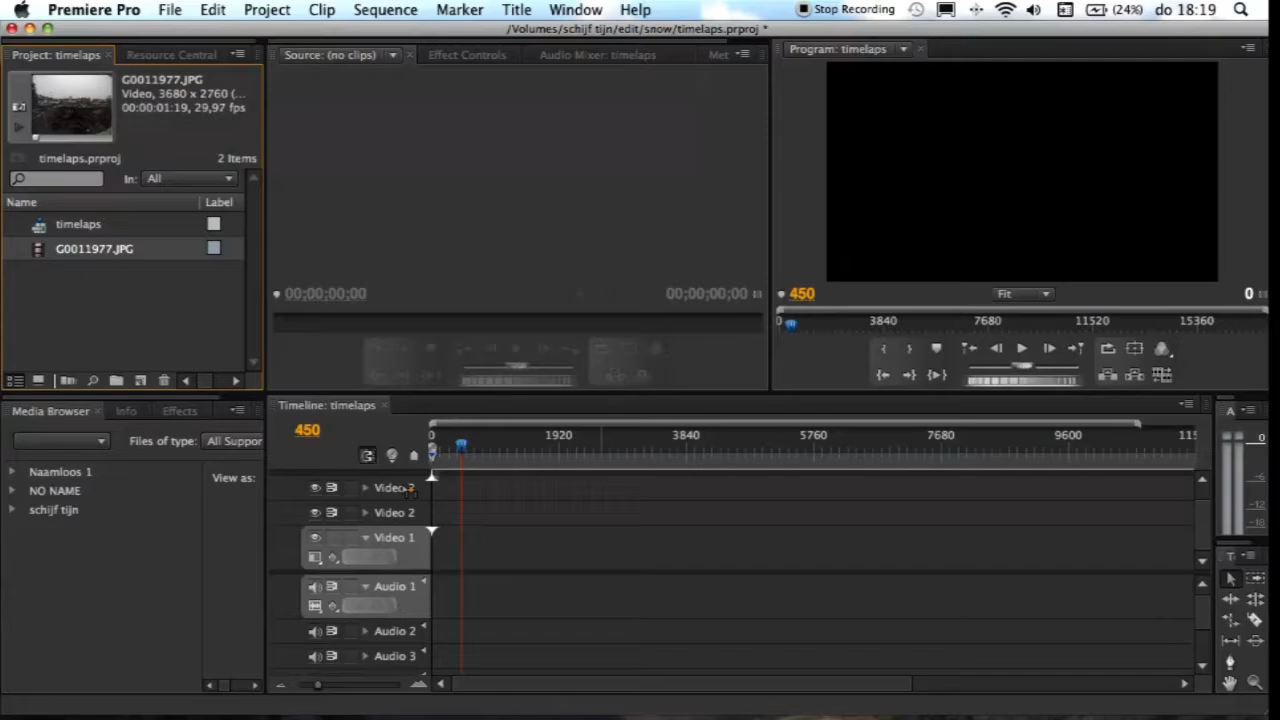 Premiere Pro File Edit Project Clip Sequence Marker Title Window Help Stop Recording (24%) do 18:19
/Volumes/schijf tijn/edit/snow/timelaps.prproj *
Project: timelaps × Resource Central
Source: (no clips) Effect Controls Audio Mixer: timelaps Met
Program: timelaps
G0011977.JPG
Video, 3680 x 2760 (...
00:00:01:19, 29,97 fps
timelaps.prproj 2 Items
In: All
Name Label
timelaps
G0011977.JPG
00;00;00;00 00;00;00;00
450 Fit 0
0 3840 7680 11520 15360
Media Browser × Info Effects
Files of type: All Suppor
Naamloos 1
View as:
NO NAME
schijf tijn
Timeline: timelaps ×
450
0 1920 3840 5760 7680 9600 115
Video 3
Video 2
Video 1
Audio 1
Audio 2
Audio 3
A
0
-6
-12
-18
T